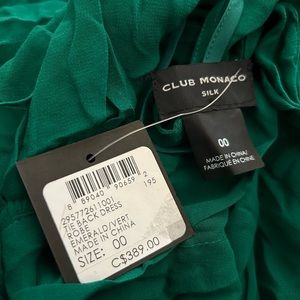 CLUB MONACO
SILK
00
MADE IN CHINA/
FABRIQUÉ EN CHINE
8 89040 90659 2
195
295772611001
TIE BACK DRESS
ROBE
EMERALD/VERT
MADE IN CHINA
SIZE: 00
C$389.00